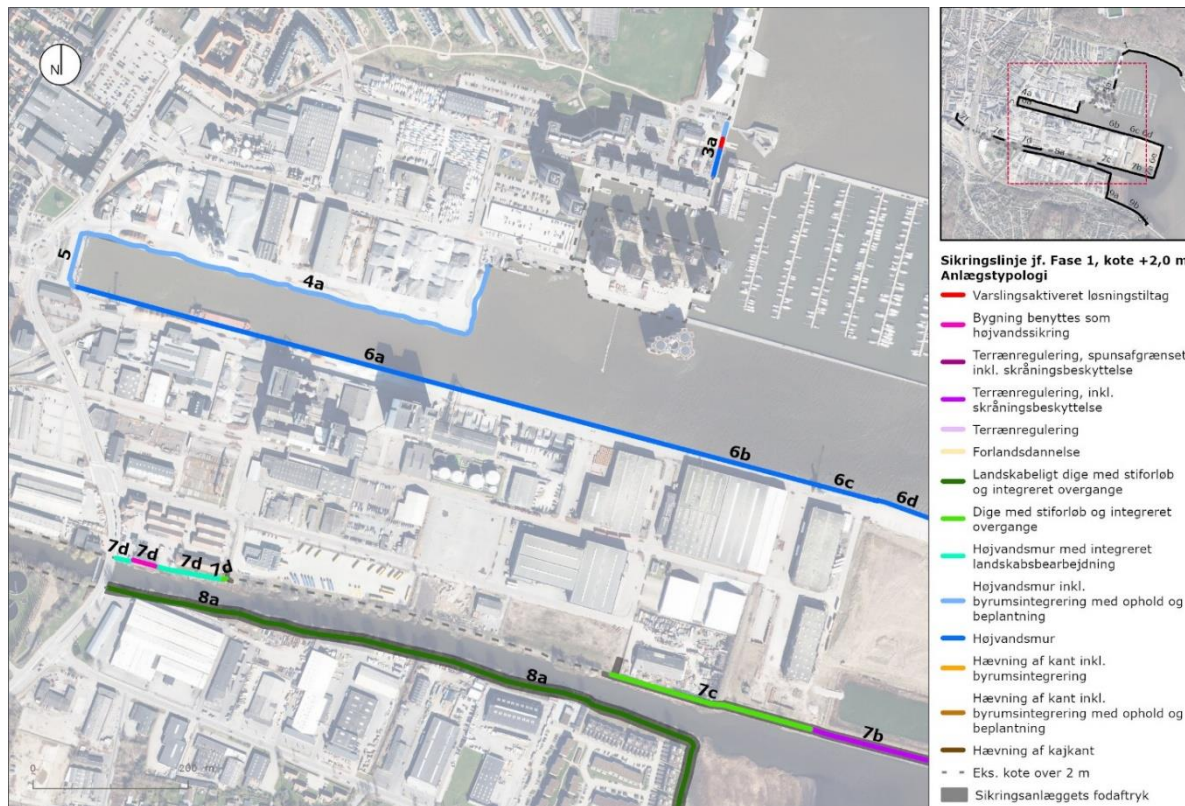 N
3a
5
4a
6a
6b
6c
6d
7d
7d
7d
7d
8a
8a
7c
7b
0
200 m
4a
6b
6c
6d
7c
7b
Sikringslinje jf. Fase 1, kote +2,0 m
Anlægstypologi
Varslingsaktiveret løsningstiltag
Bygning benyttes som
højvandssikring
Terrænregulering, spunsafgrænset
inkl. skråningsbeskyttelse
Terrænregulering, inkl.
skråningsbeskyttelse
Terrænregulering
Forlandsdannelse
Landskabeligt dige med stiforløb
og integreret overgange
Dige med stiforløb og integreret
overgange
Højvandsmur med integreret
landskabsbearbejdning
Højvandsmur inkl.
byrumsintegrering med ophold og
beplantning
Højvandsmur
Hævning af kant inkl.
byrumsintegrering
Hævning af kant inkl.
byrumsintegrering med ophold og
beplantning
Hævning af kajkant
Eks. kote over 2 m
Sikringsanlæggets fodaftryk